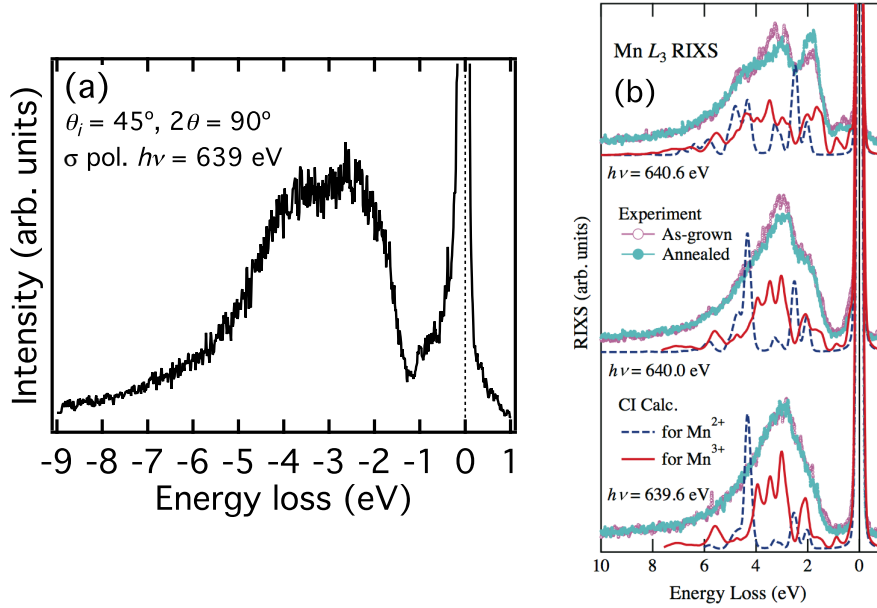 (a)
θi = 45º, 2θ = 90º
σ pol. hν = 639 eV
Intensity (arb. units)
-9 -8 -7 -6 -5 -4 -3 -2 -1 0 1
Energy loss (eV)
Mn L3 RIXS
(b)
hν = 640.6 eV
Experiment
As-grown
Annealed
RIXS (arb. units)
hν = 640.0 eV
CI Calc.
for Mn2+
for Mn3+
hν = 639.6 eV
10 8 6 4 2 0
Energy Loss (eV)